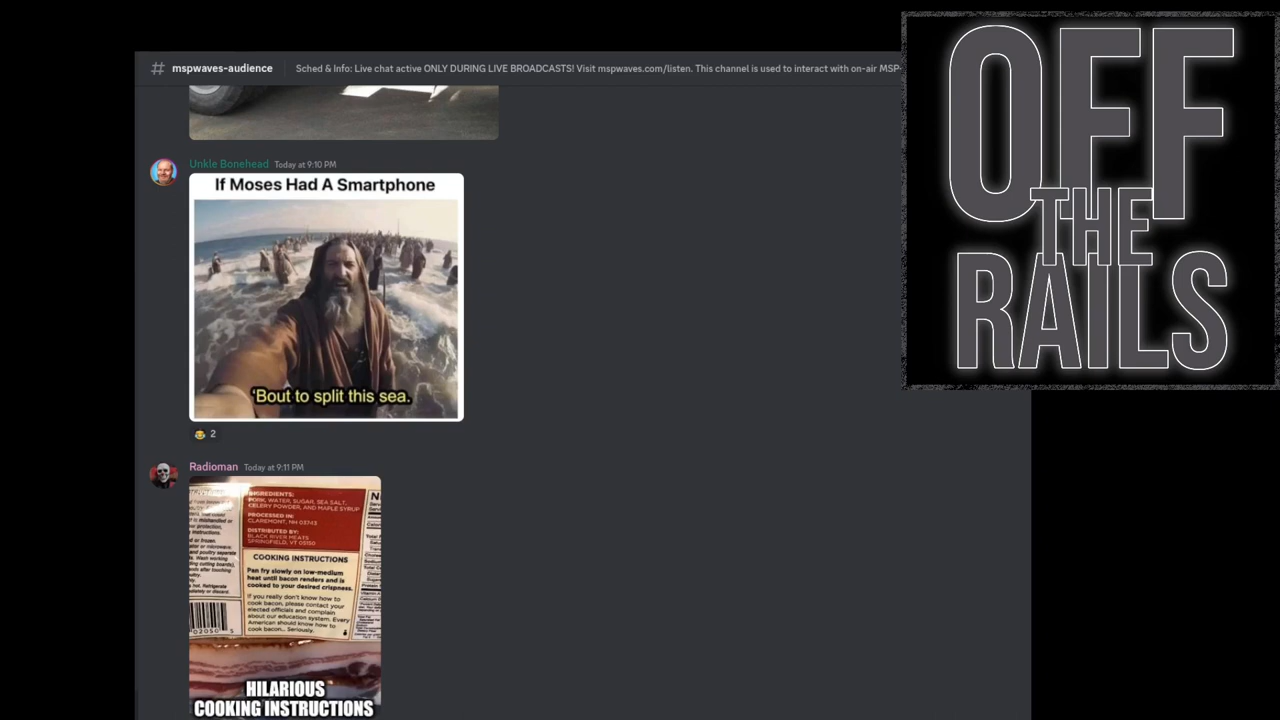 # mspwaves-audience
Sched & Info: Live chat active ONLY DURING LIVE BROADCASTS! Visit mspwaves.com/listen. This channel is used to interact with on-air MSP-
OFF
THE
RAILS
Unkle Bonehead Today at 9:10 PM
If Moses Had A Smartphone
'Bout to split this sea.
2
Radioman Today at 9:11 PM
INGREDIENTS:
PORK, WATER, SUGAR, SEA SALT,
CELERY POWDER, AND MAPLE SYRUP
PROCESSED IN:
CLAREMONT, NH 03743
DISTRIBUTED BY:
BLACK RIVER MEATS
SPRINGFIELD, VT 05150
COOKING INSTRUCTIONS
Pan fry slowly on low-medium
heat until bacon renders and is
cooked to your desired crispness.
If you really don't know how to
cook bacon, please contact your
elected officials and complain
about our education system. Every
American should know how to
cook bacon... Seriously.
HILARIOUS
COOKING INSTRUCTIONS